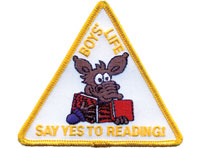 BOYS' LIFE
SAY YES TO READING!